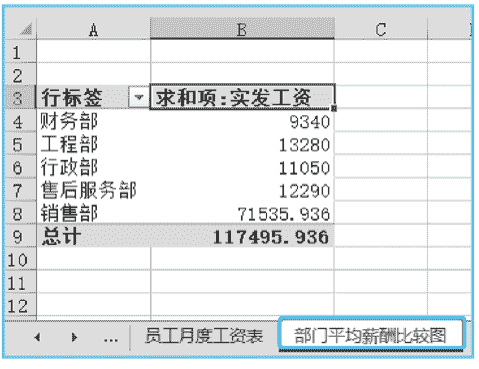 A B C
1
2
3 行标签 求和项:实发工资
4 财务部 9340
5 工程部 13280
6 行政部 11050
7 售后服务部 12290
8 销售部 71535.936
9 总计 117495.936
10
11
12
... 员工月度工资表 部门平均薪酬比较图